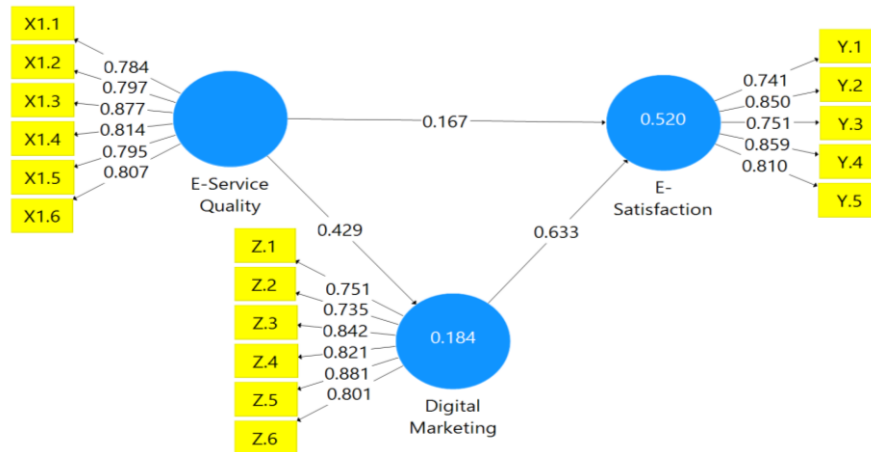 X1.1
X1.2
X1.3
X1.4
X1.5
X1.6
0.784
0.797
0.877
0.814
0.795
0.807
E-Service
Quality
0.167
0.429
0.633
0.520
E-
Satisfaction
0.741
0.850
0.751
0.859
0.810
Y.1
Y.2
Y.3
Y.4
Y.5
Z.1
Z.2
Z.3
Z.4
Z.5
Z.6
0.751
0.735
0.842
0.821
0.881
0.801
0.184
Digital
Marketing